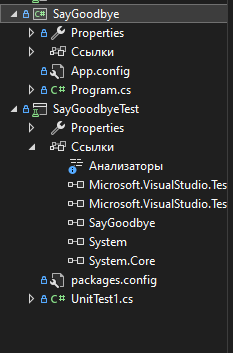 SayGoodbye
Properties
Ссылки
App.config
C# Program.cs
SayGoodbyeTest
Properties
Ссылки
Анализаторы
Microsoft.VisualStudio.Tes
Microsoft.VisualStudio.Tes
SayGoodbye
System
System.Core
packages.config
C# UnitTest1.cs